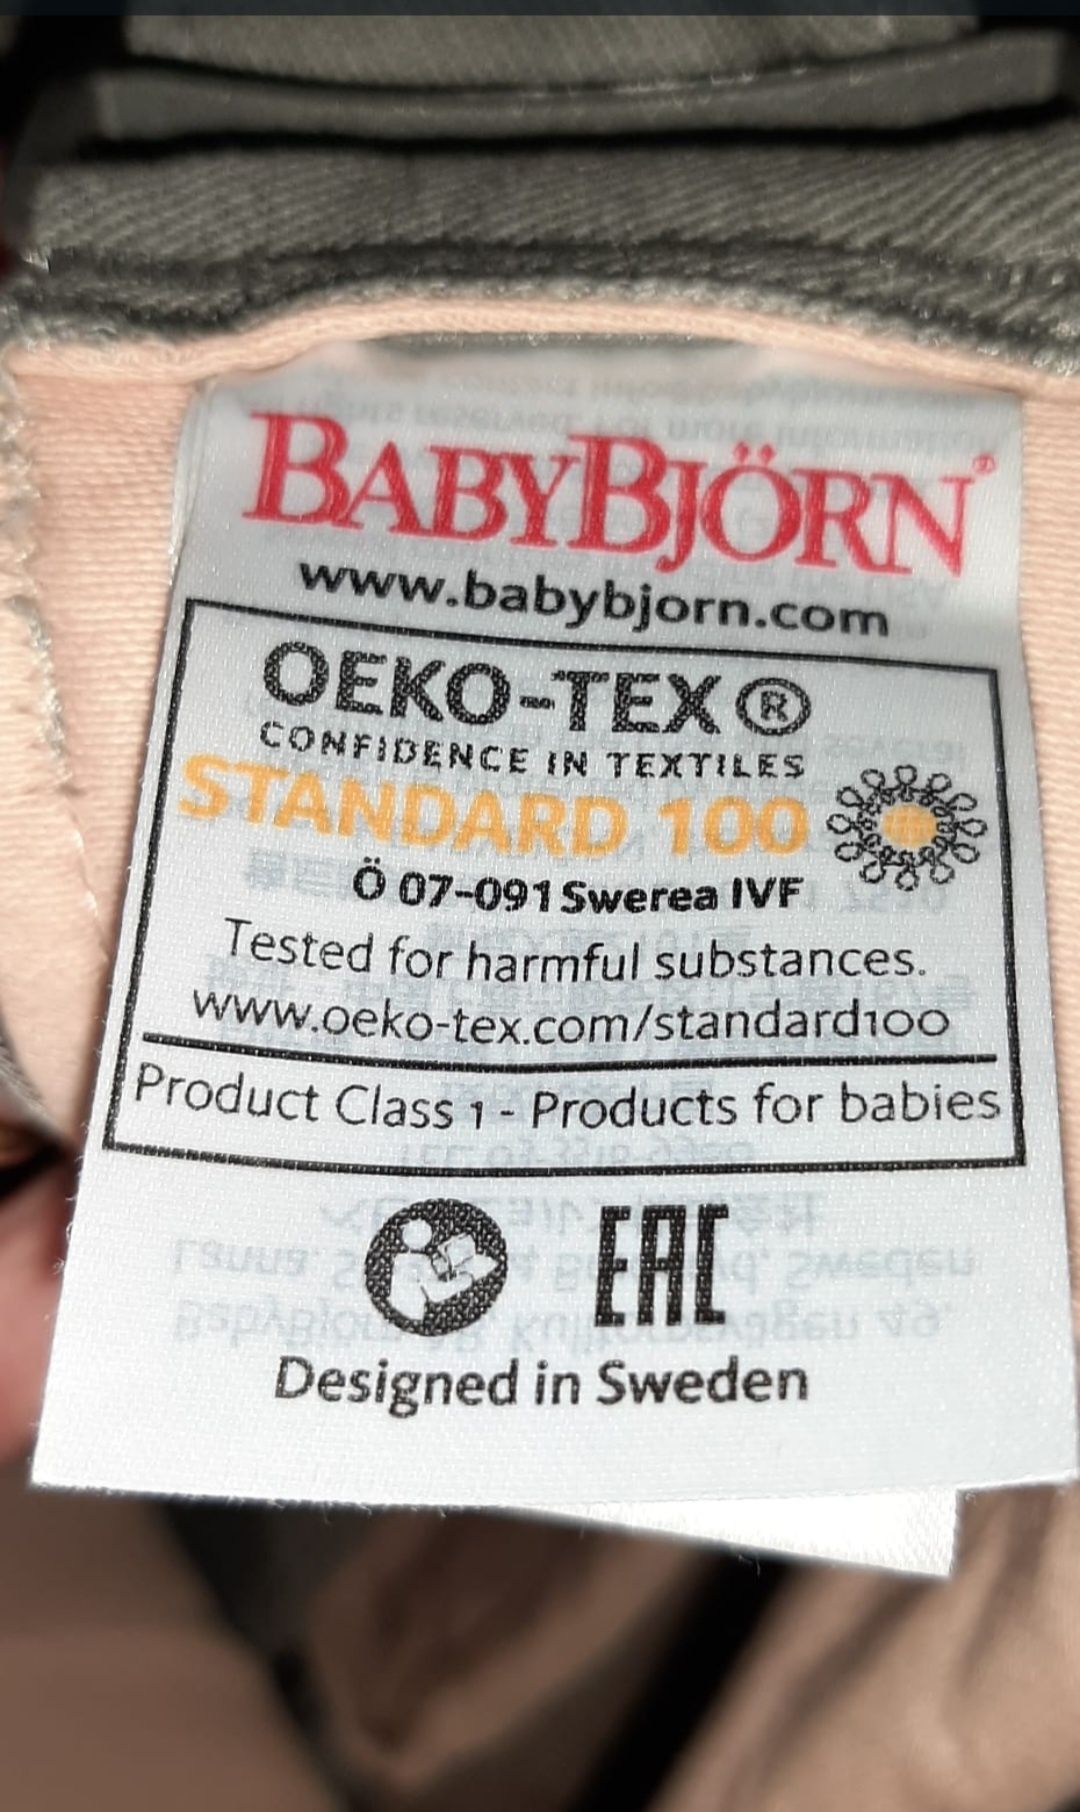 BABYBJÖRN®
www.babybjorn.com
OEKO-TEX®
CONFIDENCE IN TEXTILES
STANDARD 100
Ö 07-091 Swerea IVF
Tested for harmful substances.
www.oeko-tex.com/standard100
Product Class 1 - Products for babies
EAC
Designed in Sweden